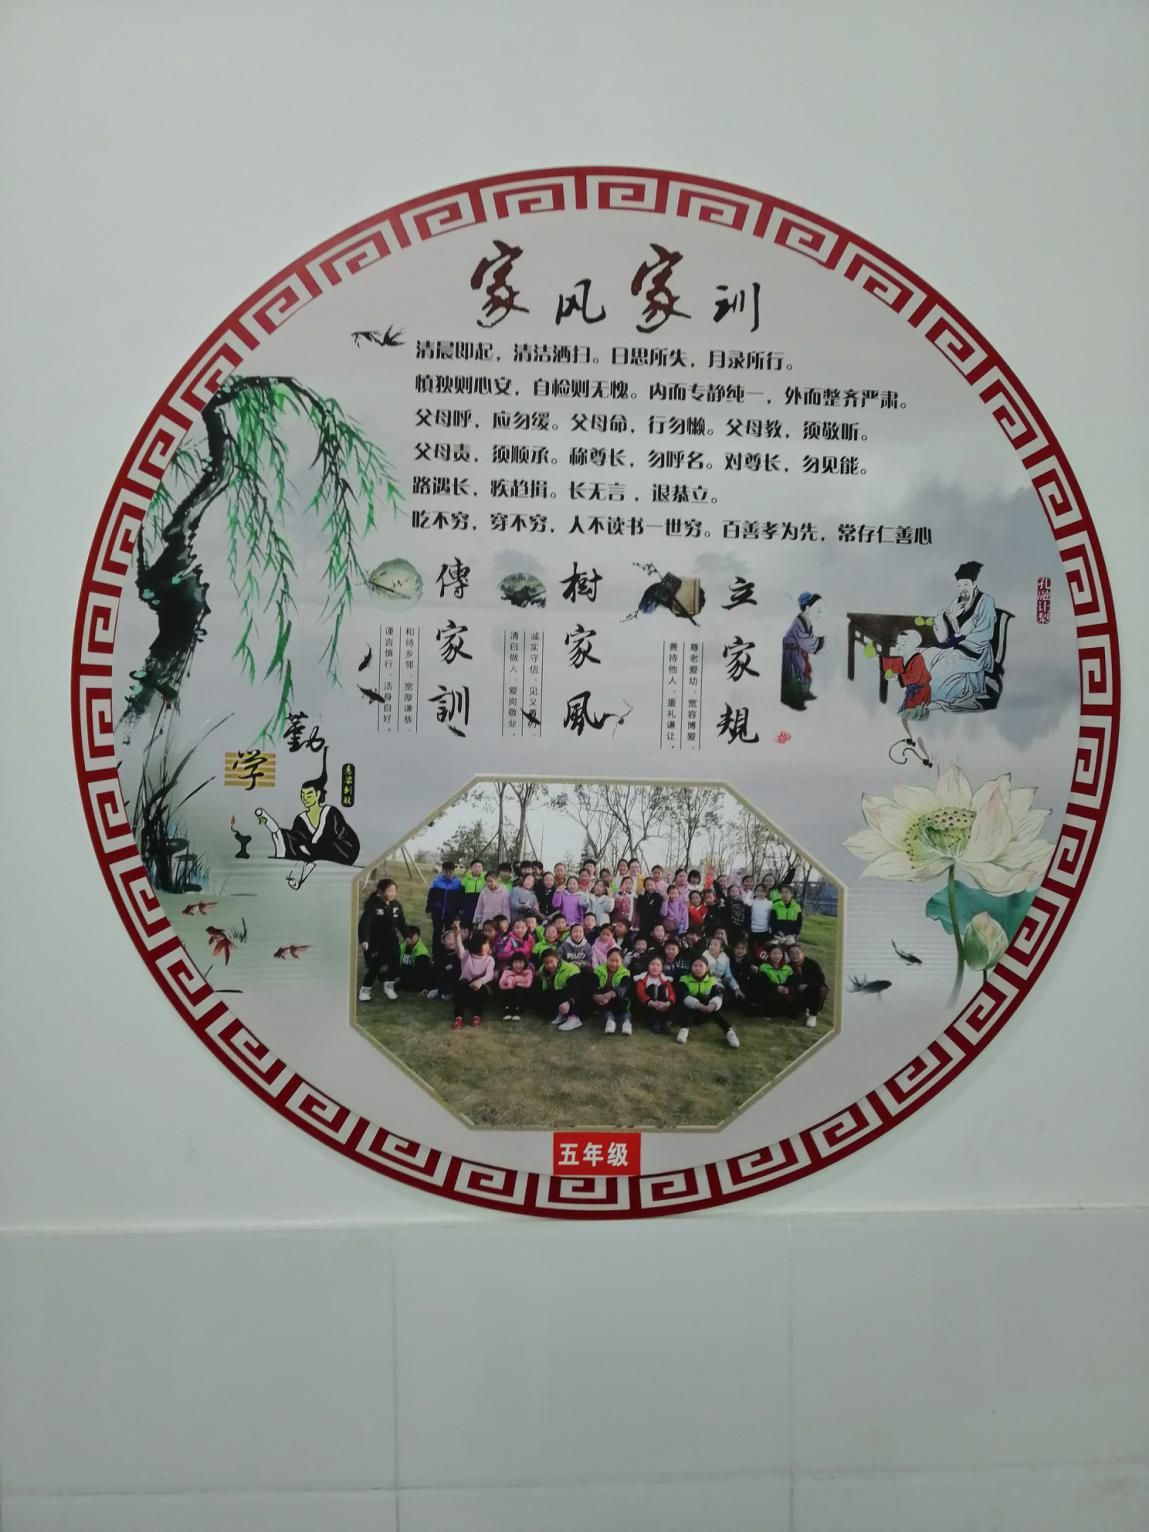 家风家训
清晨即起，清洁洒扫。日思所失，月录所行。
慎独则心安，自检则无愧。内而专静纯一，外而整齐严肃。
父母呼，应勿缓。父母命，行勿懒。父母教，须敬听。
父母责，须顺承。称尊长，勿呼名。对尊长，勿见能。
路遇长，疾趋揖。长无言，退恭立。
吃不穷，穿不穷，人不读书一世穷。百善孝为先，常存仁善心
傳家訓
和待乡邻、宽厚谦恭、
谨言慎行、洁身自好。
樹家風
诚实守信、见义勇为、
清白做人、爱岗敬业。
立家規
尊老爱幼、宽容博爱、
善待他人、重礼谦让。
孔融让梨
勤
学
悬梁刺股
五年级